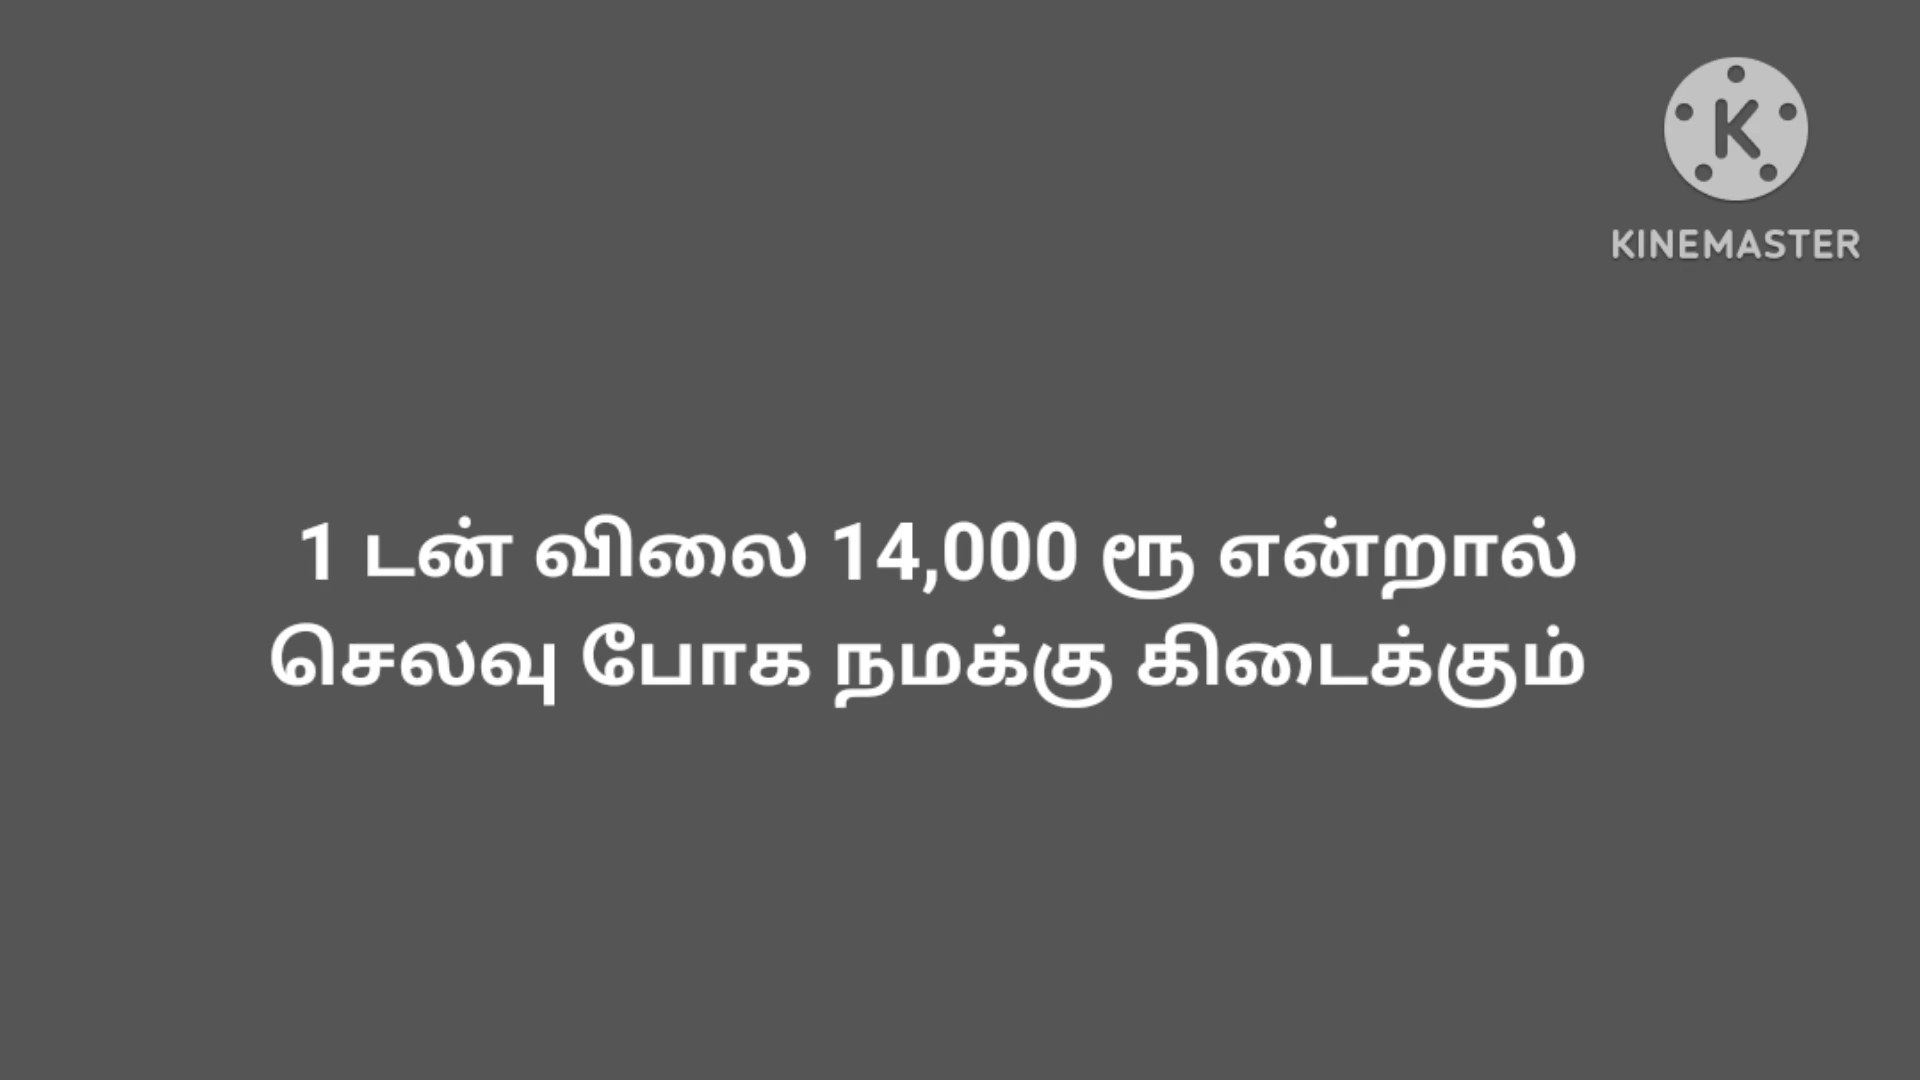 KINEMASTER
1 டன் விலை 14,000 ரூ என்றால்
செலவு போக நமக்கு கிடைக்கும்